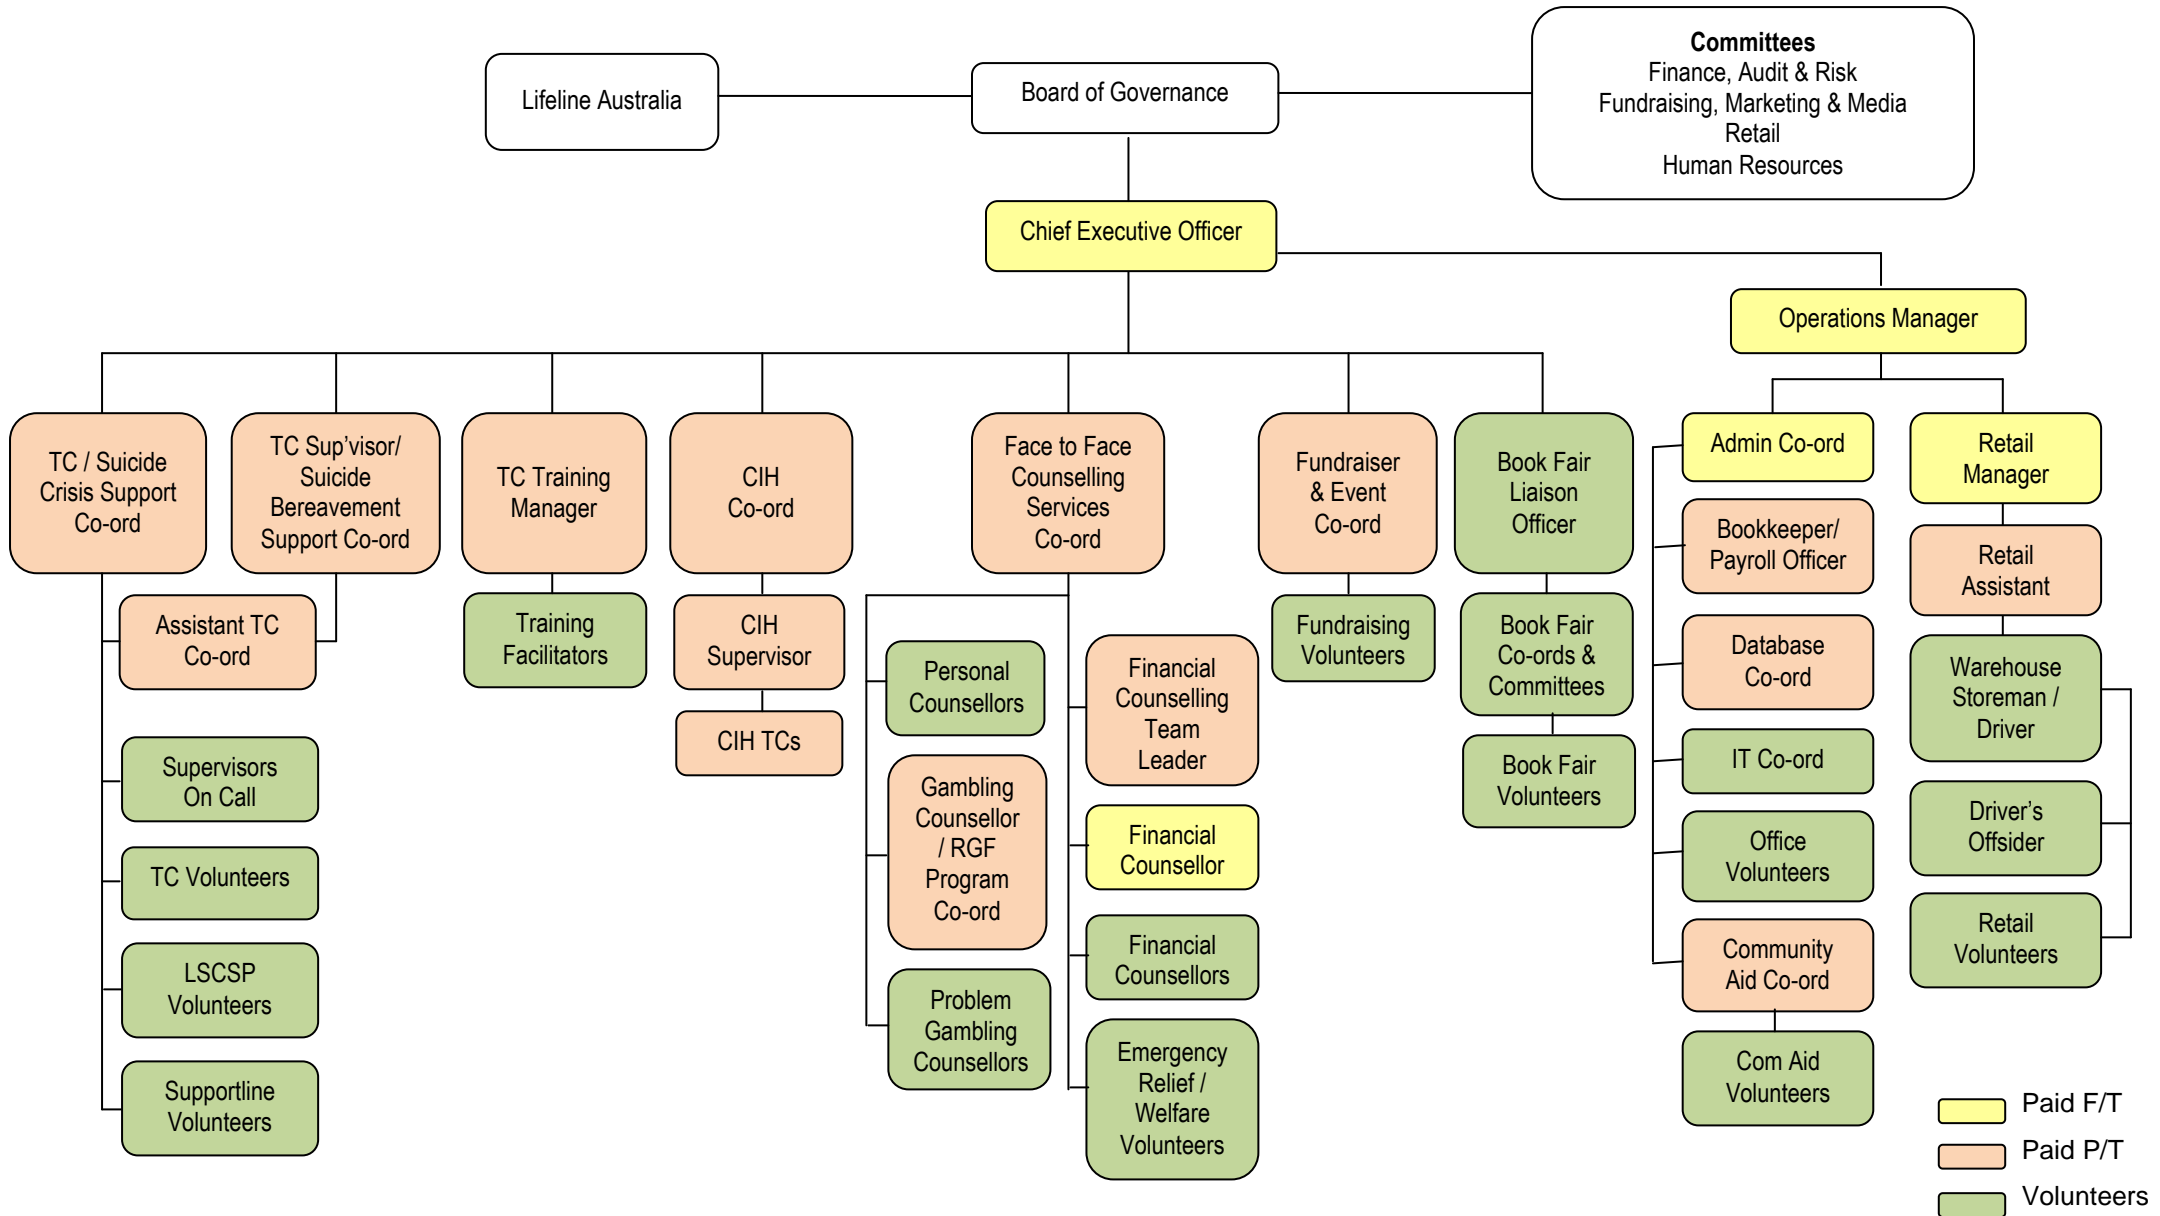 Committees
Finance, Audit & Risk
Fundraising, Marketing & Media
Retail
Human Resources
Lifeline Australia
Board of Governance
Chief Executive Officer
Operations Manager
TC / Suicide
Crisis Support
Co-ord
TC Sup’visor/
Suicide
Bereavement
Support Co-ord
TC Training
Manager
CIH
Co-ord
Face to Face
Counselling
Services
Co-ord
Fundraiser
& Event
Co-ord
Book Fair
Liaison
Officer
Admin Co-ord
Retail
Manager
Assistant TC
Co-ord
Supervisors
On Call
TC Volunteers
LSCSP
Volunteers
Supportline
Volunteers
Training
Facilitators
CIH
Supervisor
CIH TCs
Personal
Counsellors
Gambling
Counsellor
/ RGF
Program
Co-ord
Problem
Gambling
Counsellors
Financial
Counselling
Team
Leader
Financial
Counsellor
Financial
Counsellors
Emergency
Relief /
Welfare
Volunteers
Fundraising
Volunteers
Book Fair
Co-ords &
Committees
Book Fair
Volunteers
Bookkeeper/
Payroll Officer
Database
Co-ord
IT Co-ord
Office
Volunteers
Community
Aid Co-ord
Com Aid
Volunteers
Retail
Assistant
Warehouse
Storeman /
Driver
Driver’s
Offsider
Retail
Volunteers
Paid F/T
Paid P/T
Volunteers